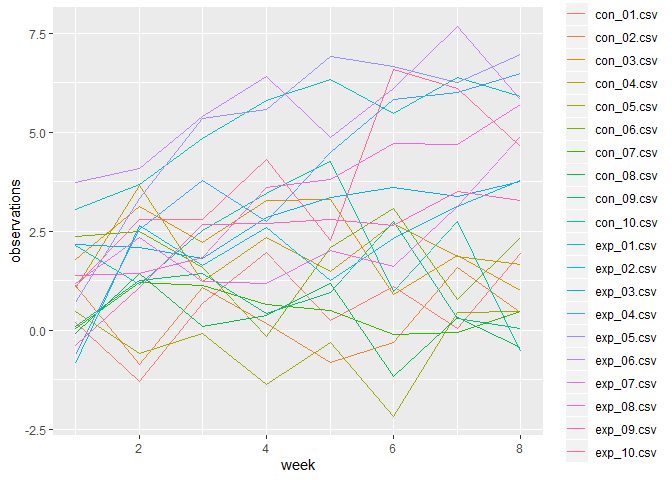 7.5
5.0
2.5
0.0
-2.5
observations
2
4
6
8
week
con_01.csv
con_02.csv
con_03.csv
con_04.csv
con_05.csv
con_06.csv
con_07.csv
con_08.csv
con_09.csv
con_10.csv
exp_01.csv
exp_02.csv
exp_03.csv
exp_04.csv
exp_05.csv
exp_06.csv
exp_07.csv
exp_08.csv
exp_09.csv
exp_10.csv